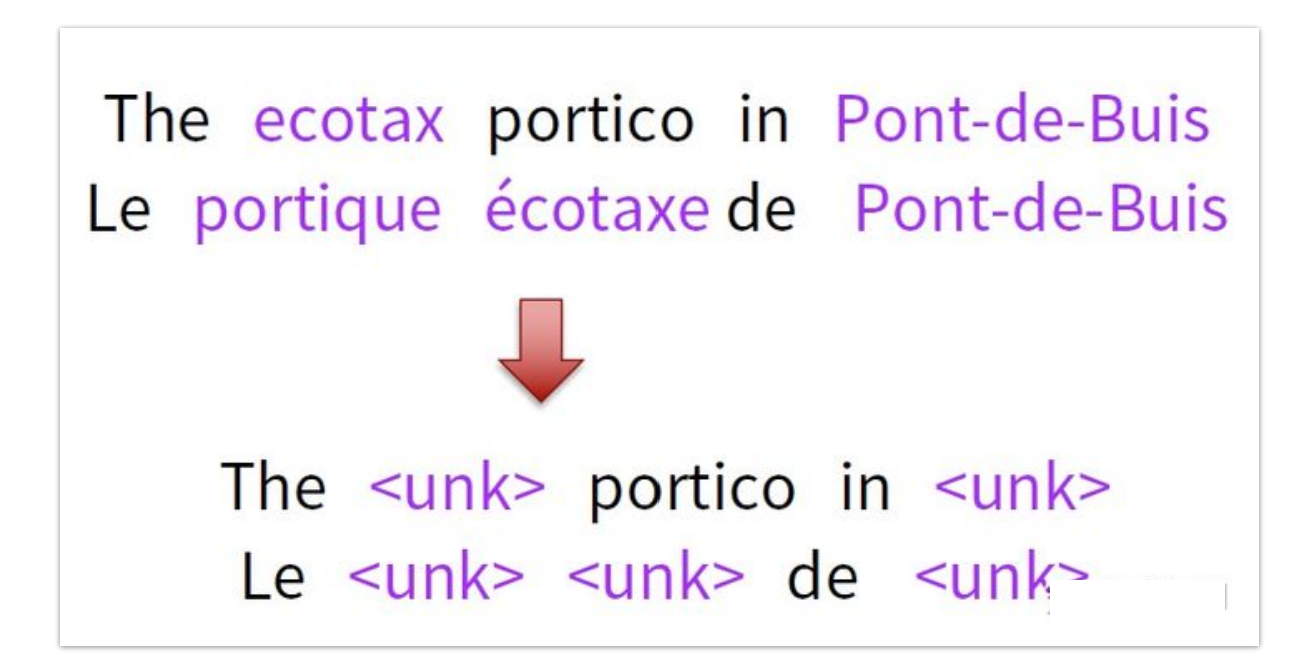 The ecotax portico in Pont-de-Buis
Le portique écotaxe de Pont-de-Buis
The <unk> portico in <unk>
Le <unk> <unk> de <unk>